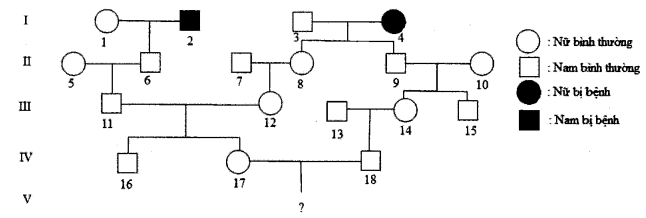 I
1
2
3
4
II
5
6
7
8
9
10
III
11
12
13
14
15
IV
16
17
18
V
?
: Nữ bình thường
: Nam bình thường
: Nữ bị bệnh
: Nam bị bệnh